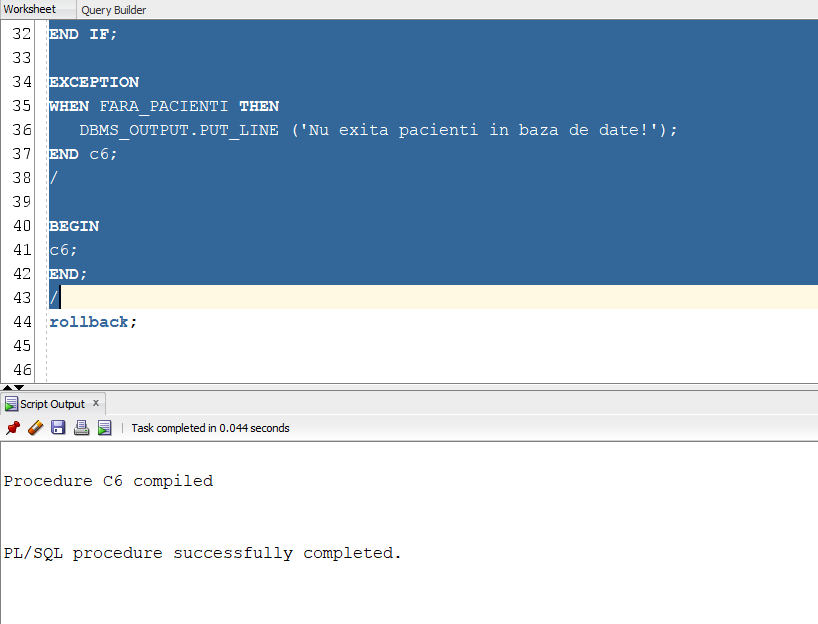 Worksheet Query Builder
32 END IF;
33
34 EXCEPTION
35 WHEN FARA_PACIENTI THEN
36 DBMS_OUTPUT.PUT_LINE ('Nu exita pacienti in baza de date!');
37 END c6;
38 /
39
40 BEGIN
41 c6;
42 END;
43 /
44 rollback;
45
46
Script Output x
Task completed in 0.044 seconds
Procedure C6 compiled
PL/SQL procedure successfully completed.